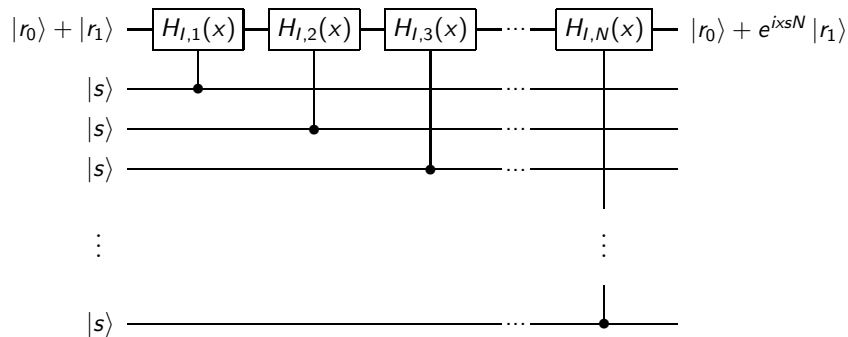 |r₀⟩ + |r₁⟩ H_{I,1}(x) H_{I,2}(x) H_{I,3}(x) ··· H_{I,N}(x) |r₀⟩ + e^{ixsN} |r₁⟩
|s⟩ ···
|s⟩ ···
|s⟩ ···
⋮ ⋮
|s⟩ ···